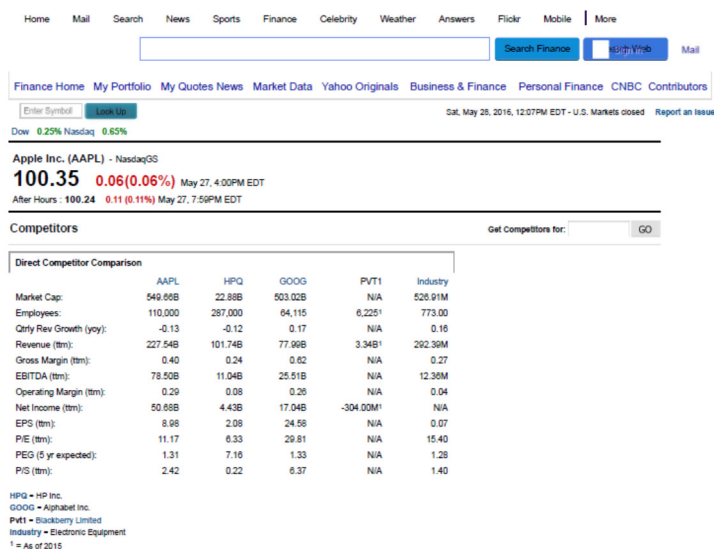 Home Mail Search News Sports Finance Celebrity Weather Answers Flickr Mobile More
Search Finance Web Mail
Finance Home My Portfolio My Quotes News Market Data Yahoo Originals Business & Finance Personal Finance CNBC Contributors
Enter Symbol Look Up Sat, May 28, 2016, 12:07PM EDT - U.S. Markets closed Report an Issue
Dow 0.25% Nasdaq 0.65%
Apple Inc. (AAPL) - NasdaqGS
100.35 0.06(0.06%) May 27, 4:00PM EDT
After Hours : 100.24 0.11 (0.11%) May 27, 7:59PM EDT
Competitors Get Competitors for: GO
Direct Competitor Comparison
AAPL HPQ GOOG PVT1 Industry
Market Cap: 549.66B 22.88B 503.02B N/A 526.91M
Employees: 110,000 287,000 64,115 6,225¹ 773.00
Qtrly Rev Growth (yoy): -0.13 -0.12 0.17 N/A 0.16
Revenue (ttm): 227.54B 101.74B 77.99B 3.34B¹ 292.39M
Gross Margin (ttm): 0.40 0.24 0.62 N/A 0.27
EBITDA (ttm): 78.50B 11.04B 25.51B N/A 12.36M
Operating Margin (ttm): 0.29 0.08 0.26 N/A 0.04
Net Income (ttm): 50.68B 4.43B 17.04B -304.00M¹ N/A
EPS (ttm): 8.98 2.08 24.58 N/A 0.07
P/E (ttm): 11.17 6.33 29.81 N/A 15.40
PEG (5 yr expected): 1.31 7.16 1.33 N/A 1.28
P/S (ttm): 2.42 0.22 6.37 N/A 1.40
HPQ = HP Inc.
GOOG = Alphabet Inc.
Pvt1 = Blackberry Limited
Industry = Electronic Equipment
¹ = As of 2015